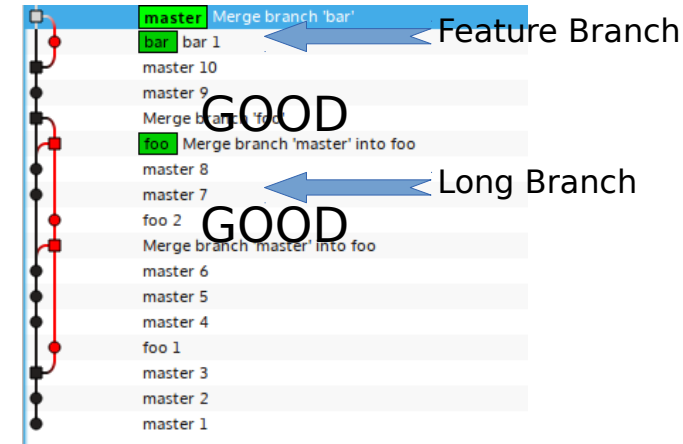 master Merge branch 'bar'
Feature Branch
bar bar 1
master 10
master 9
GOOD
Merge branch 'foo'
foo Merge branch 'master' into foo
master 8
Long Branch
master 7
foo 2
GOOD
Merge branch 'master' into foo
master 6
master 5
master 4
foo 1
master 3
master 2
master 1